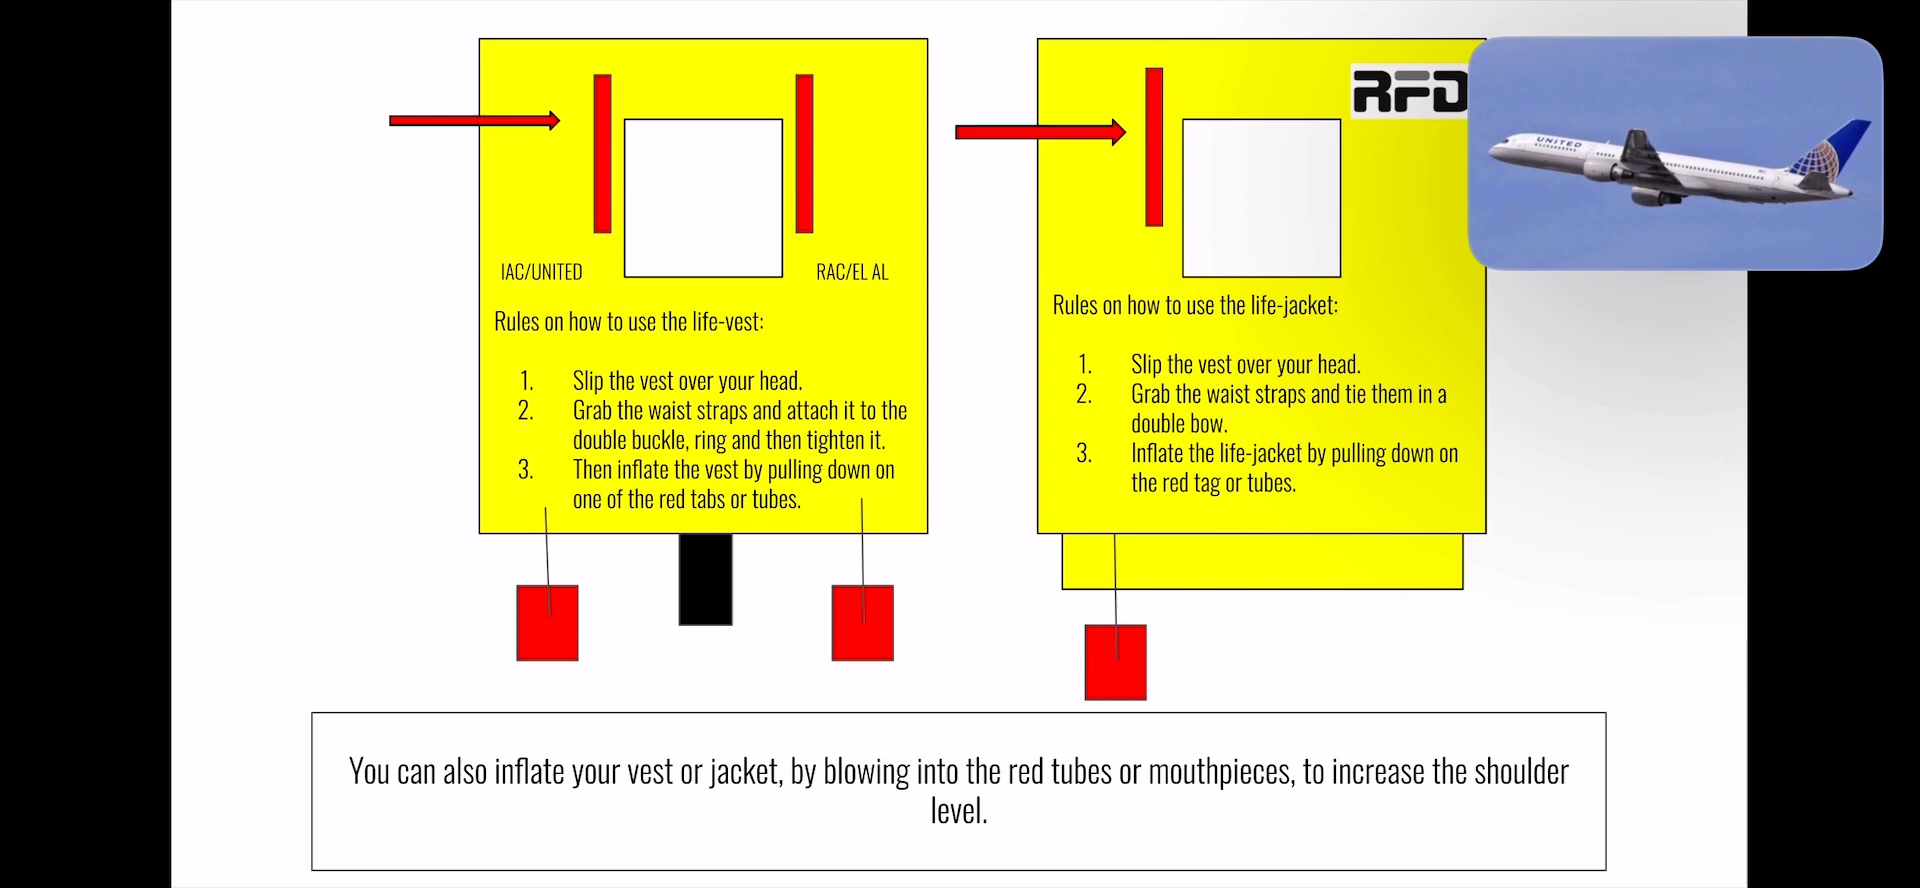 IAC/UNITED
RAC/EL AL
Rules on how to use the life-vest:
1. Slip the vest over your head.
2. Grab the waist straps and attach it to the
double buckle, ring and then tighten it.
3. Then inflate the vest by pulling down on
one of the red tabs or tubes.
RFD
Rules on how to use the life-jacket:
1. Slip the vest over your head.
2. Grab the waist straps and tie them in a
double bow.
3. Inflate the life-jacket by pulling down on
the red tag or tubes.
UNITED
You can also inflate your vest or jacket, by blowing into the red tubes or mouthpieces, to increase the shoulder
level.